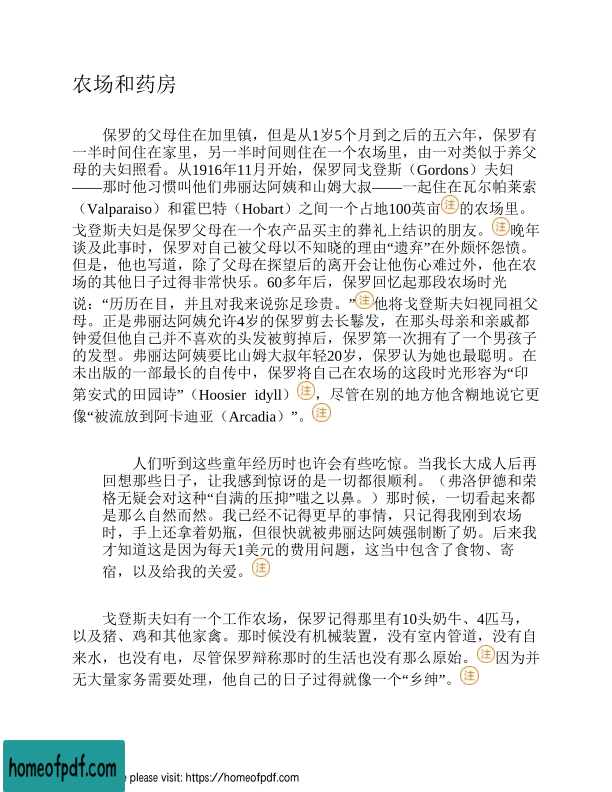 农场和药房
保罗的父母住在加里镇，但是从1岁5个月到之后的五六年，保罗有
一半时间住在家里，另一半时间则住在一个农场里，由一对类似于养父
母的夫妇照看。从1916年11月开始，保罗同戈登斯（Gordons）夫妇
——那时他习惯叫他们弗丽达阿姨和山姆大叔——一起住在瓦尔帕莱索
（Valparaiso）和霍巴特（Hobart）之间一个占地100英亩注的农场里。
戈登斯夫妇是保罗父母在一个农产品买主的葬礼上结识的朋友。注晚年
谈及此事时，保罗对自己被父母以不知晓的理由“遗弃”在外颇怀怨愤。
但是，他也写道，除了父母在探望后的离开会让他伤心难过外，他在农
场的其他日子过得非常快乐。60多年后，保罗回忆起那段农场时光
说：“历历在目，并且对我来说弥足珍贵。”注他将戈登斯夫妇视同祖父
母。正是弗丽达阿姨允许4岁的保罗剪去长鬈发，在那头母亲和亲戚都
钟爱但他自己并不喜欢的头发被剪掉后，保罗第一次拥有了一个男孩子
的发型。弗丽达阿姨要比山姆大叔年轻20岁，保罗认为她也最聪明。在
未出版的一部最长的自传中，保罗将自己在农场的这段时光形容为“印
第安式的田园诗”（Hoosier idyll）注，尽管在别的地方他含糊地说它更
像“被流放到阿卡迪亚（Arcadia）”。注
人们听到这些童年经历时也许会有些吃惊。当我长大成人后再
回想那些日子，让我感到惊讶的是一切都很顺利。（弗洛伊德和荣
格无疑会对这种“自满的压抑”嗤之以鼻。）那时候，一切看起来都
是那么自然而然。我已经不记得更早的事情，只记得我刚到农场
时，手上还拿着奶瓶，但很快就被弗丽达阿姨强制断了奶。后来我
才知道这是因为每天1美元的费用问题，这当中包含了食物、寄
宿，以及给我的关爱。注
戈登斯夫妇有一个工作农场，保罗记得那里有10头奶牛、4匹马，
以及猪、鸡和其他家禽。那时候没有机械装置，没有室内管道，没有自
来水，也没有电，尽管保罗辩称那时的生活也没有那么原始。注因为并
无大量家务需要处理，他自己的日子过得就像一个“乡绅”。注
homeofpdf.com
e please visit: https://homeofpdf.com